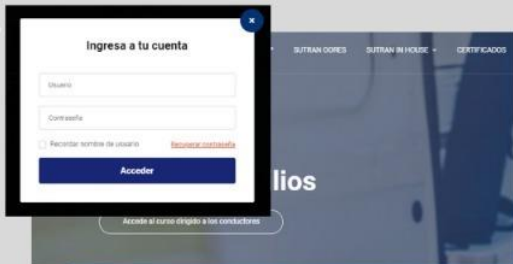 Ingresa a tu cuenta
SUTRAN GORES SUTRAN IN HOUSE CERTIFICADOS
Usuario
Contraseña
Recordar nombre de usuario Recuperar contraseña
Acceder
lios
Accede al curso dirigido a los conductores